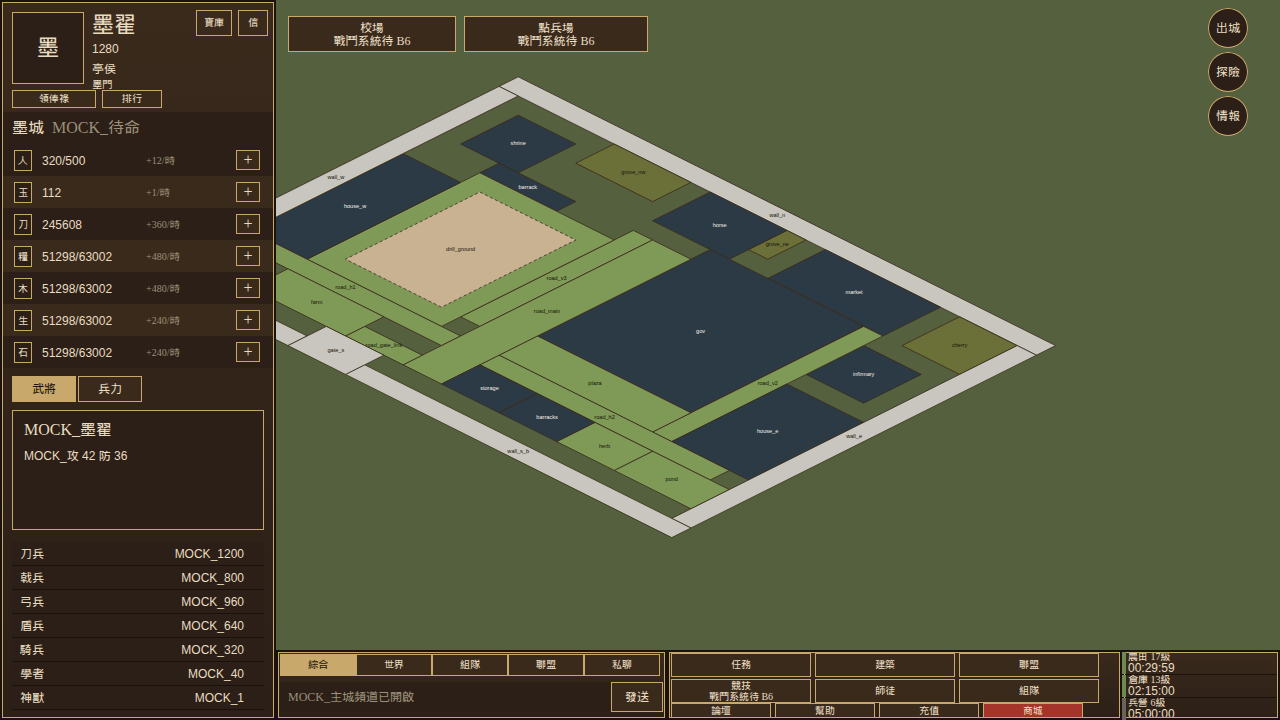 墨
墨翟
寶庫
信
1280
亭侯
墨門
領俸祿
排行
墨城 MOCK_待命
人 320/500 +12/時 +
玉 112 +1/時 +
刀 245608 +360/時 +
糧 51298/63002 +480/時 +
木 51298/63002 +480/時 +
生 51298/63002 +240/時 +
石 51298/63002 +240/時 +
武將
兵力
MOCK_墨翟
MOCK_攻 42 防 36
刀兵 MOCK_1200
戟兵 MOCK_800
弓兵 MOCK_960
盾兵 MOCK_640
騎兵 MOCK_320
學者 MOCK_40
神獸 MOCK_1
校場
戰鬥系統待 B6
點兵場
戰鬥系統待 B6
出城
探險
情報
shrine
grove_nw
wall_w
barrack
house_w
wall_n
horse
grove_ne
drill_ground
road_v3
road_h1
market
farm
road_main
gov
gate_s
road_gate_link
cherry
infirmary
plaza
road_v2
storage
barracks
road_h2
house_e
wall_e
herb
wall_s_b
pond
綜合
世界
組隊
聯盟
私聊
MOCK_主城頻道已開啟
發送
任務
建築
聯盟
競技
戰鬥系統待 B6
師徒
組隊
論壇
幫助
充值
商城
農田 17級
00:29:59
倉庫 13級
02:15:00
兵營 6級
05:00:00